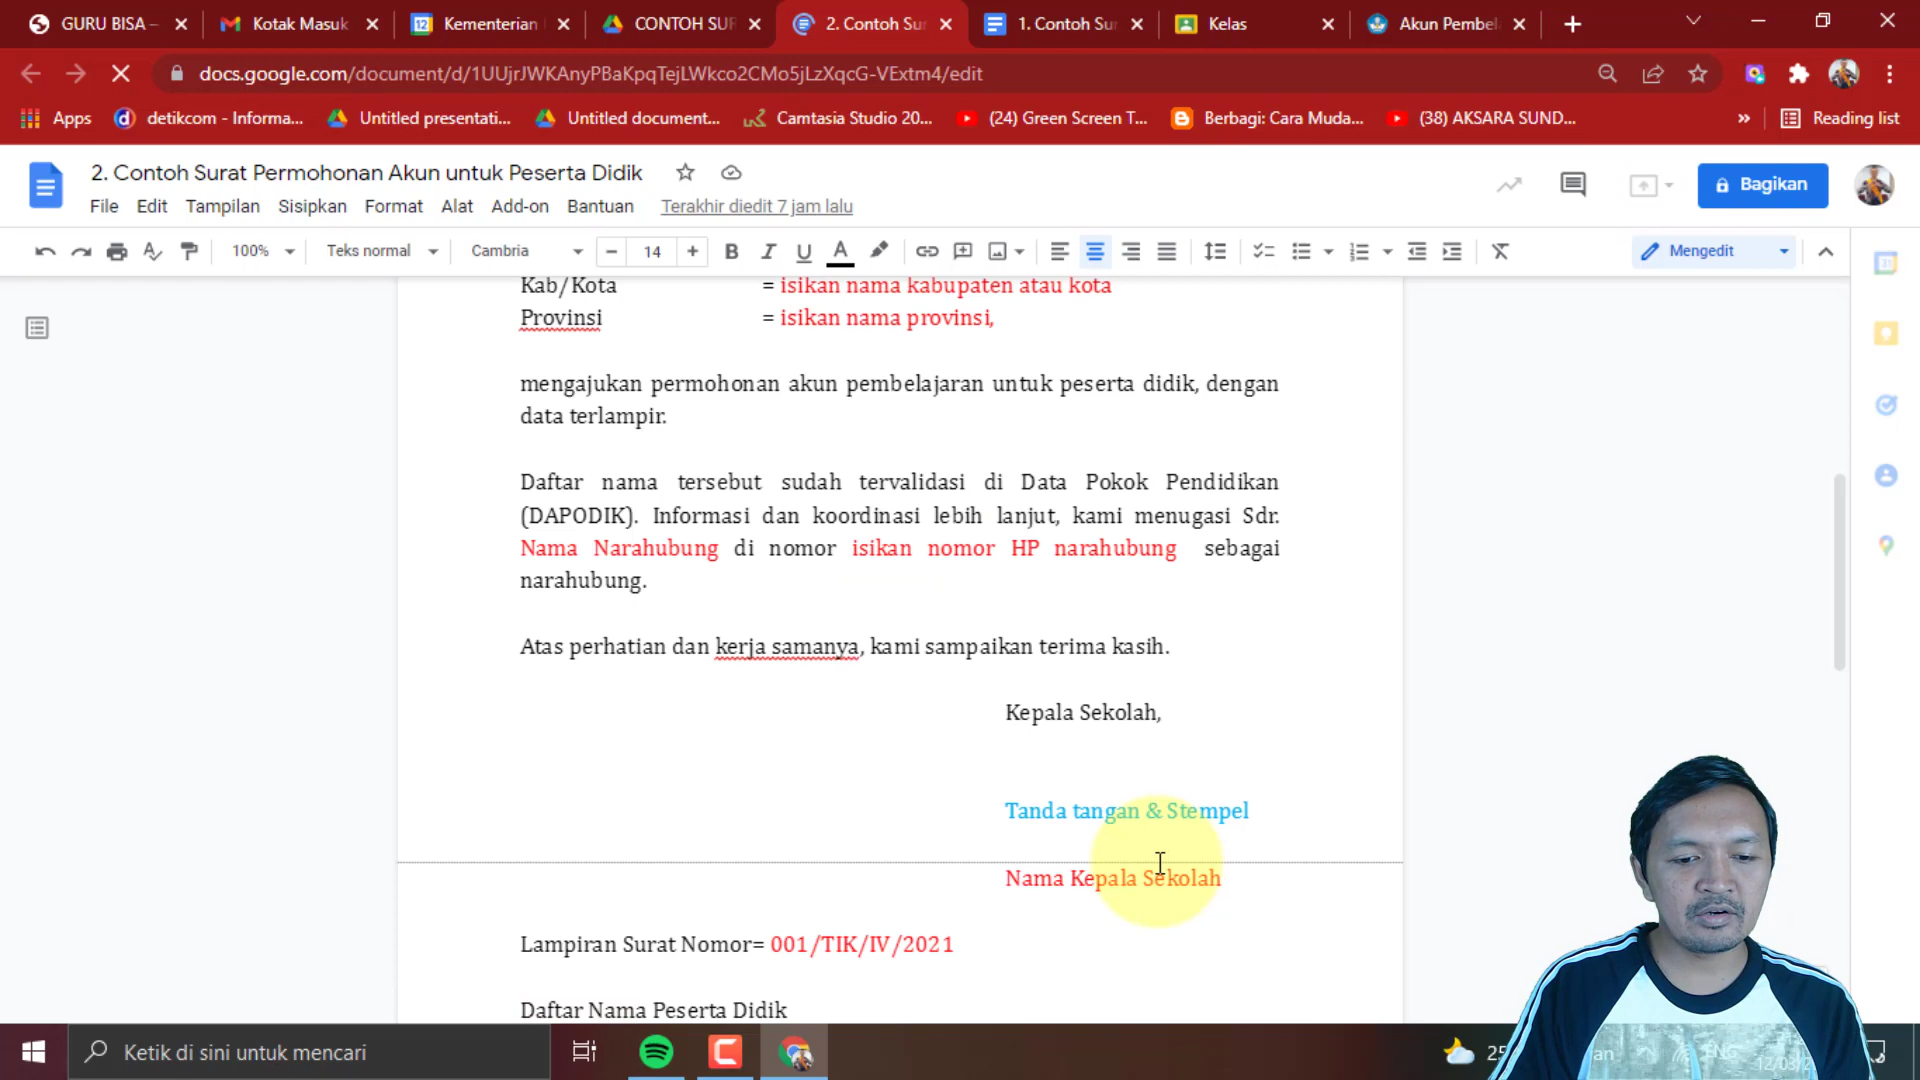 GURU BISA –
Kotak Masuk
Kementerian
CONTOH SUR
2. Contoh Sur
1. Contoh Sur
Kelas
Akun Pembela
docs.google.com/document/d/1UUjrJWKAnyPBaKpqTejLWkco2CMo5jLzXqcG-VExtm4/edit
Apps
detikcom - Informa...
Untitled presentati...
Untitled document...
Camtasia Studio 20...
(24) Green Screen T...
Berbagi: Cara Muda...
(38) AKSARA SUND...
»
Reading list
2. Contoh Surat Permohonan Akun untuk Peserta Didik
Bagikan
File Edit Tampilan Sisipkan Format Alat Add-on Bantuan Terakhir diedit 7 jam lalu
100% Teks normal Cambria − 14 + B I U A Mengedit
Kab/Kota = isikan nama kabupaten atau kota
Provinsi = isikan nama provinsi,
mengajukan permohonan akun pembelajaran untuk peserta didik, dengan
data terlampir.
Daftar nama tersebut sudah tervalidasi di Data Pokok Pendidikan
(DAPODIK). Informasi dan koordinasi lebih lanjut, kami menugasi Sdr.
Nama Narahubung di nomor isikan nomor HP narahubung sebagai
narahubung.
Atas perhatian dan kerja samanya, kami sampaikan terima kasih.
Kepala Sekolah,
Tanda tangan & Stempel
Nama Kepala Sekolah
Lampiran Surat Nomor= 001/TIK/IV/2021
Daftar Nama Peserta Didik
Ketik di sini untuk mencari
ENG